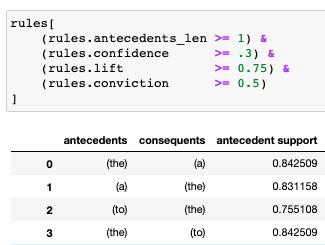 rules[
    (rules.antecedents_len >= 1) &
    (rules.confidence      >= .3) &
    (rules.lift            >= 0.75) &
    (rules.conviction      >= 0.5)
]
antecedents consequents antecedent support
0 (the) (a) 0.842509
1 (a) (the) 0.831158
2 (to) (the) 0.755108
3 (the) (to) 0.842509